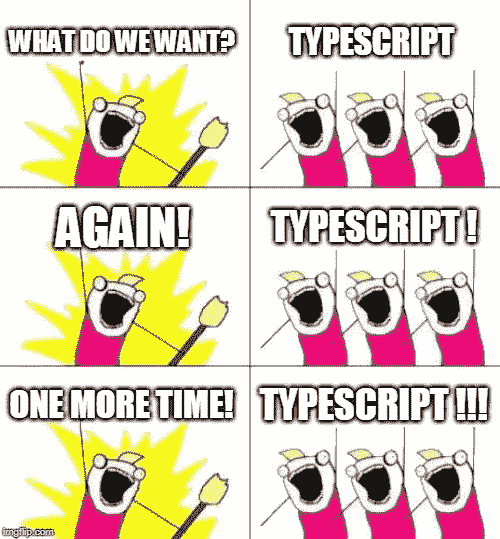 WHAT DO WE WANT?
TYPESCRIPT
AGAIN!
TYPESCRIPT !
ONE MORE TIME!
TYPESCRIPT !!!
imgflip.com